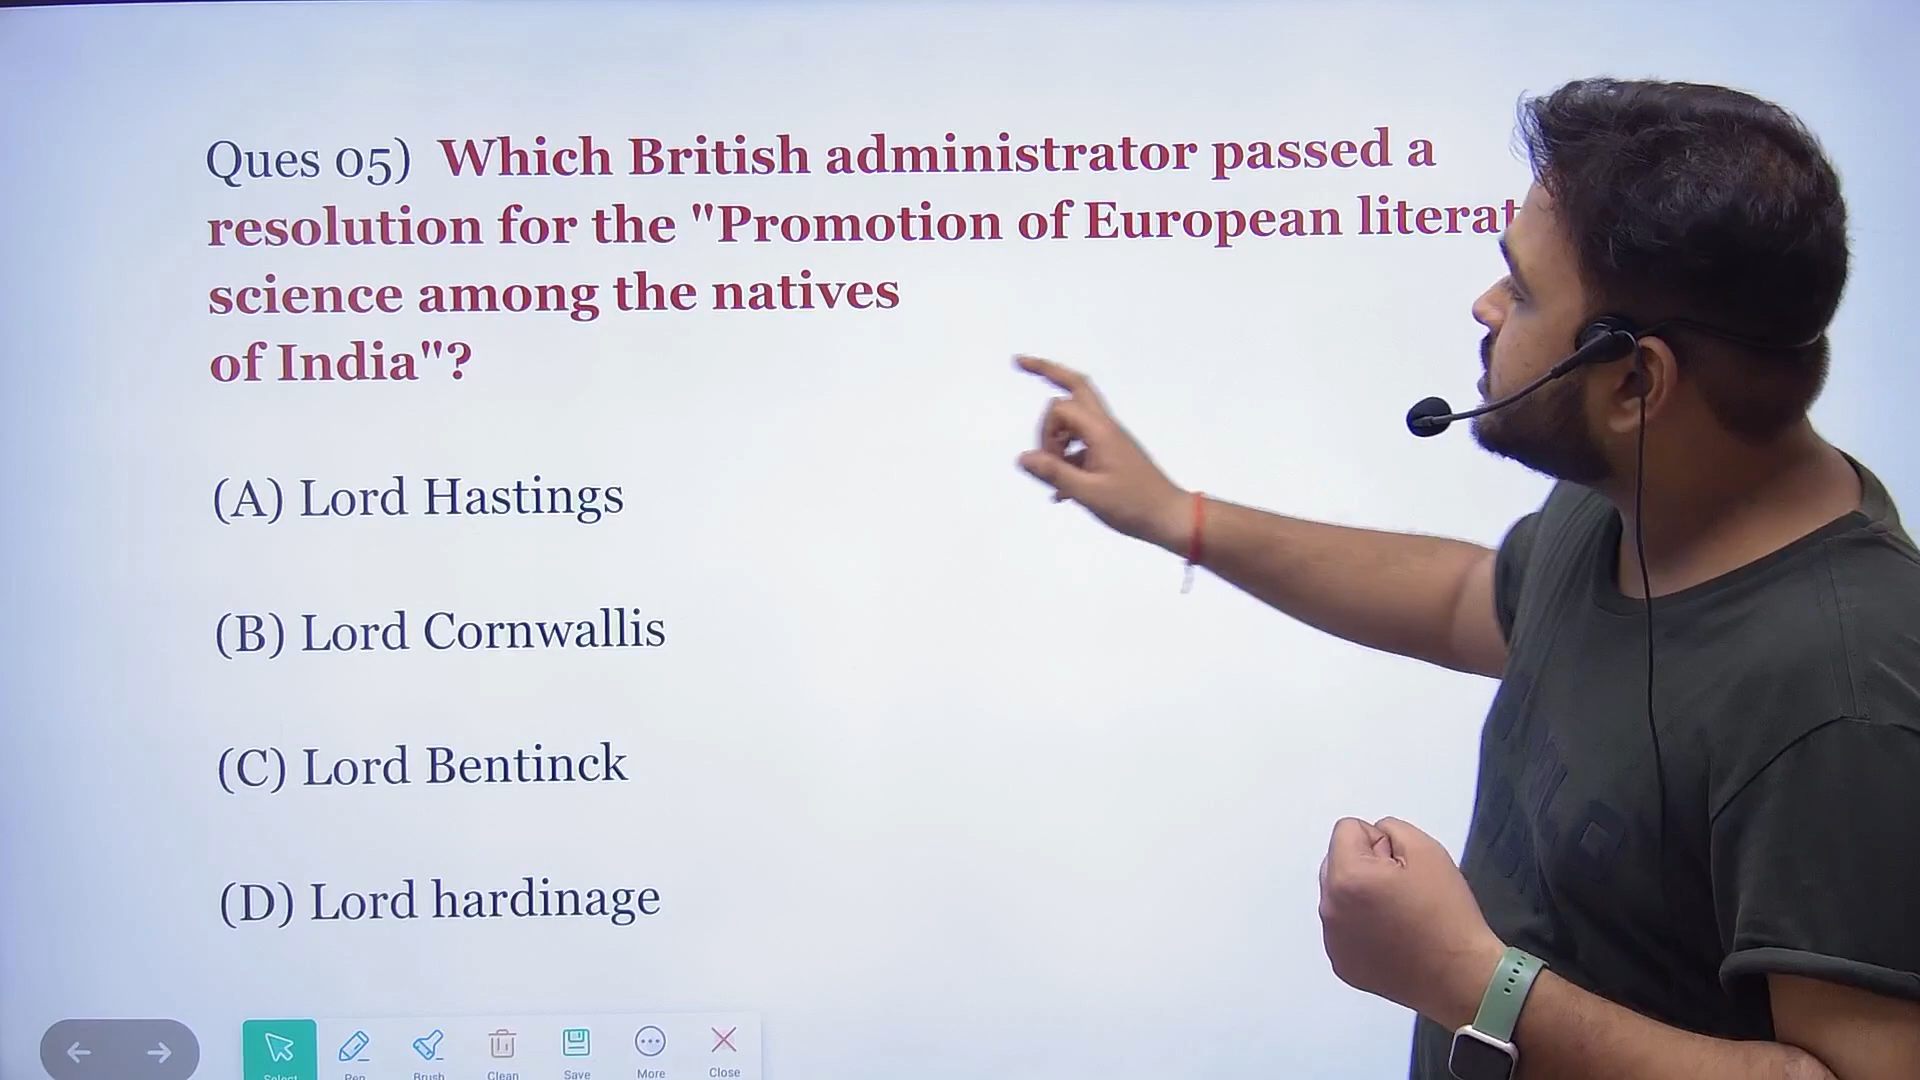 Ques 05) Which British administrator passed a
resolution for the "Promotion of European
science among the natives
of India"?
(A) Lord Hastings
(B) Lord Cornwallis
(C) Lord Bentinck
(D) Lord hardinage
Select Pen Brush Clean Save More Close